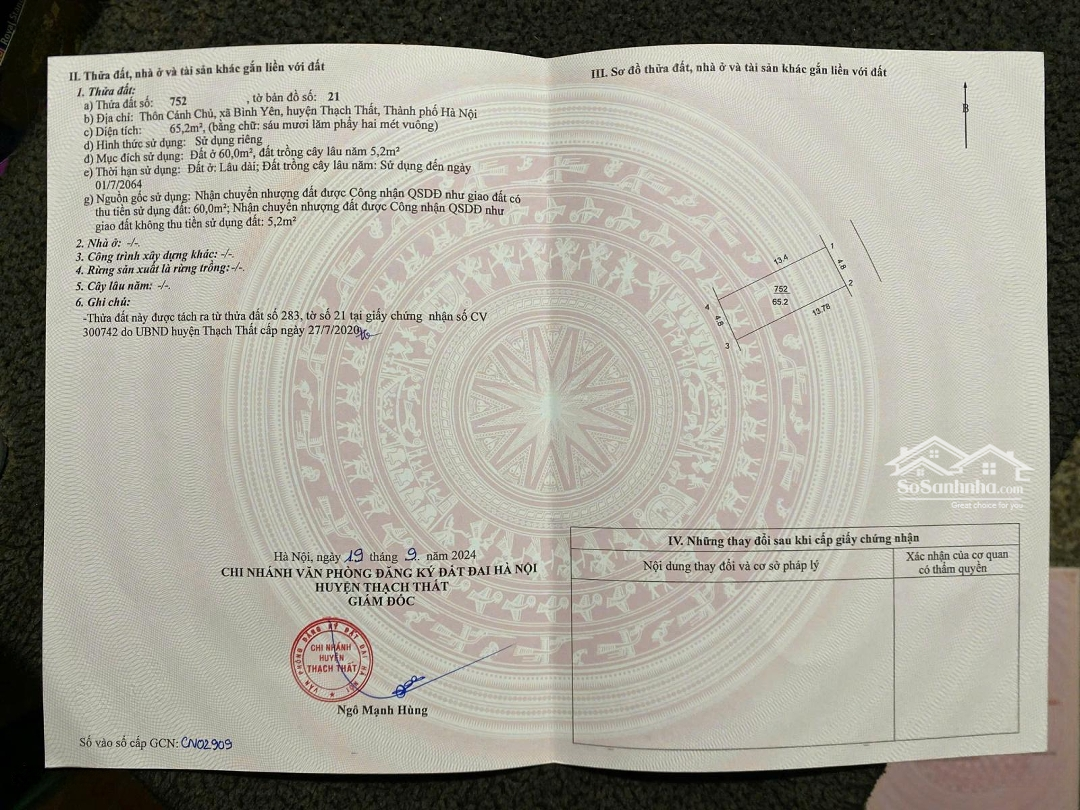 II. Thửa đất, nhà ở và tài sản khác gắn liền với đất
1. Thửa đất:
a) Thửa đất số: 752 , tờ bản đồ số: 21
b) Địa chỉ: Thôn Cánh Chủ, xã Bình Yên, huyện Thạch Thất, Thành phố Hà Nội
c) Diện tích: 65,2m², (bằng chữ: sáu mươi lăm phẩy hai mét vuông)
d) Hình thức sử dụng: Sử dụng riêng
đ) Mục đích sử dụng: Đất ở 60,0m², đất trồng cây lâu năm 5,2m²
e) Thời hạn sử dụng: Đất ở: Lâu dài; Đất trồng cây lâu năm: Sử dụng đến ngày
01/7/2064
g) Nguồn gốc sử dụng: Nhận chuyển nhượng đất được Công nhận QSDĐ như giao đất có
thu tiền sử dụng đất: 60,0m²; Nhận chuyển nhượng đất được Công nhận QSDĐ như
giao đất không thu tiền sử dụng đất: 5,2m²
2. Nhà ở: -/-.
3. Công trình xây dựng khác: -/-.
4. Rừng sản xuất là rừng trồng:-/-.
5. Cây lâu năm: -/-.
6. Ghi chú:
-Thửa đất này được tách ra từ thửa đất số 283, tờ số 21 tại giấy chứng nhận số CV
300742 do UBND huyện Thạch Thất cấp ngày 27/7/2020
Hà Nội, ngày 19 tháng 9. năm 2024
CHI NHÁNH VĂN PHÒNG ĐĂNG KÝ ĐẤT ĐAI HÀ NỘI
HUYỆN THẠCH THẤT
GIÁM ĐỐC
VĂN PHÒNG ĐĂNG KÝ ĐẤT ĐAI HÀ NỘI
CHI NHÁNH
HUYỆN
THẠCH THẤT
Ngô Mạnh Hùng
Số vào sổ cấp GCN: CN02909
III. Sơ đồ thửa đất, nhà ở và tài sản khác gắn liền với đất
B
1
13.4
4.8
2
752
65.2
13.78
4
4.8
3
SoSanhnha.com
Great choice for you
IV. Những thay đổi sau khi cấp giấy chứng nhận
Nội dung thay đổi và cơ sở pháp lý
Xác nhận của cơ quan
có thẩm quyền